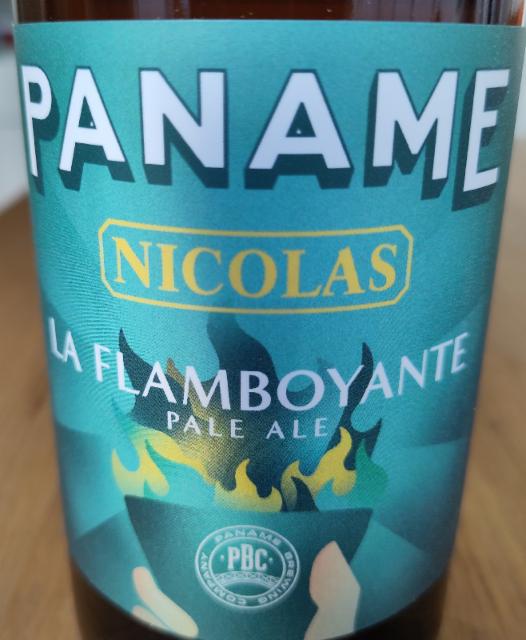 PANAME
NICOLAS
LA FLAMBOYANTE
PALE ALE
PANAME BREWING
·PBC·
COMPANY